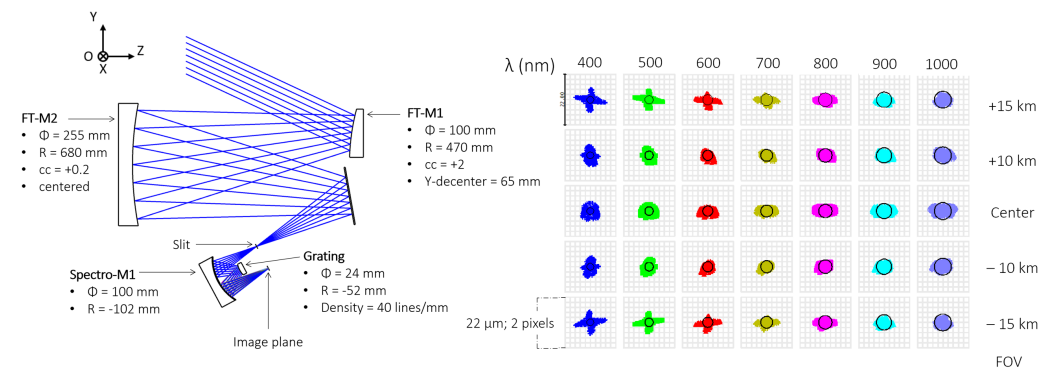 Y
O
Z
X
FT-M2
• Φ = 255 mm
• R = 680 mm
• cc = +0.2
• centered
FT-M1
• Φ = 100 mm
• R = 470 mm
• cc = +2
• Y-decenter = 65 mm
Slit
Spectro-M1
• Φ = 100 mm
• R = -102 mm
Grating
• Φ = 24 mm
• R = -52 mm
• Density = 40 lines/mm
Image plane
λ (nm) 400 500 600 700 800 900 1000
22.00
+15 km
+10 km
Center
– 10 km
22 µm; 2 pixels
– 15 km
FOV